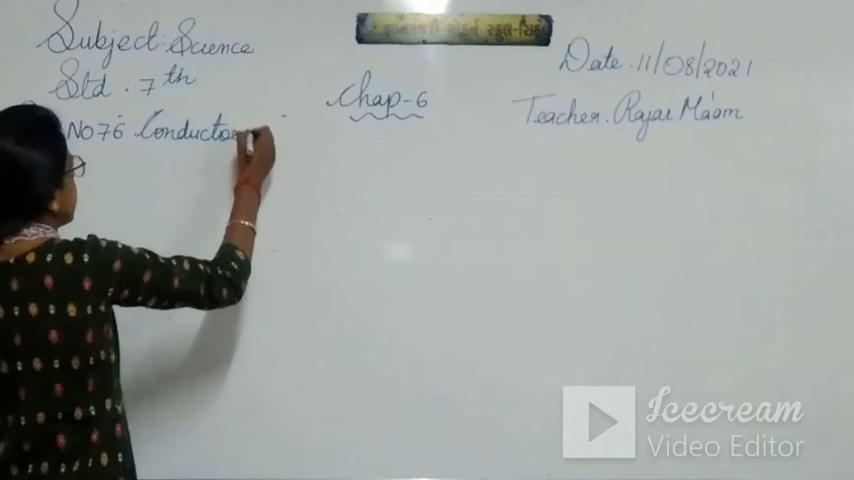 Subject: Science
Std : 7th
Chap-6
Date: 11/08/2021
Teacher. Rajai Ma'am
No 76 Conducto
Icecream
Video Editor